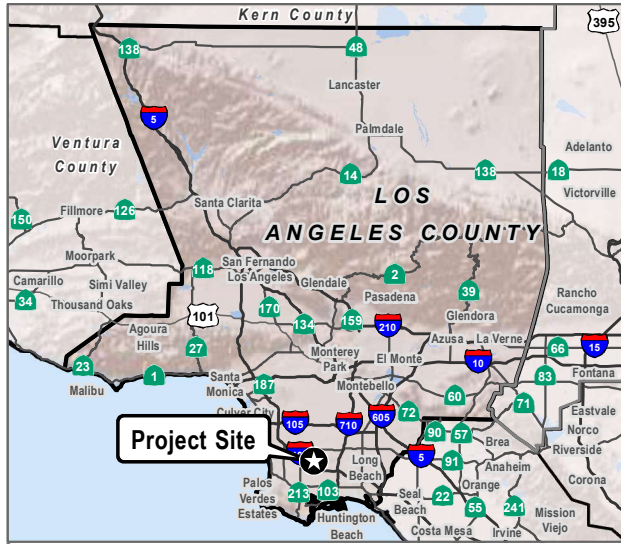 Kern County
395
138
48
Lancaster
5
Palmdale
Ventura
County
Adelanto
14
138
18
Victorville
LOS
ANGELES COUNTY
Santa Clarita
150
Fillmore
126
Moorpark
118
San Fernando
Los Angeles
Glendale
2
Pasadena
39
Camarillo
Simi Valley
34
Thousand Oaks
101
170
134
159
210
Glendora
Rancho
Cucamonga
Agoura
Hills
27
Monterey
Park
El Monte
Azusa
La Verne
10
66
15
Fontana
23
Malibu
1
Santa
Monica
187
Montebello
60
83
71
Culver City
105
710
605
72
Eastvale
Norco
Riverside
Project Site
90
57
Brea
5
91
Anaheim
Corona
Long
Beach
Palos
Verdes
Estates
213
103
Seal
Beach
22
Orange
55
241
Mission
Viejo
Huntington
Beach
Costa Mesa
Irvine